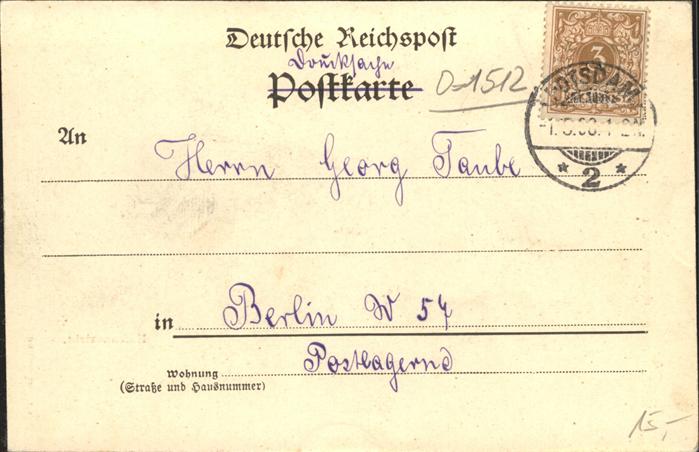 Deutsche Reichspost
Drucksache
Postkarte
D-1512
3
POTSDAM
* 2 *
An
Herrn Georg Taube
in Berlin W 57
Postlagernd
Wohnung
(Straße und Hausnummer)
15,-